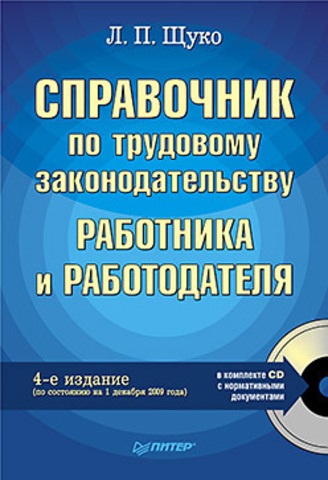 Л. П. Щуко
СПРАВОЧНИК
по трудовому
законодательству
РАБОТНИКА
и РАБОТОДАТЕЛЯ
4-е издание
(по состоянию на 1 декабря 2009 года)
в комплекте CD
с нормативными
документами
ПИТЕР®